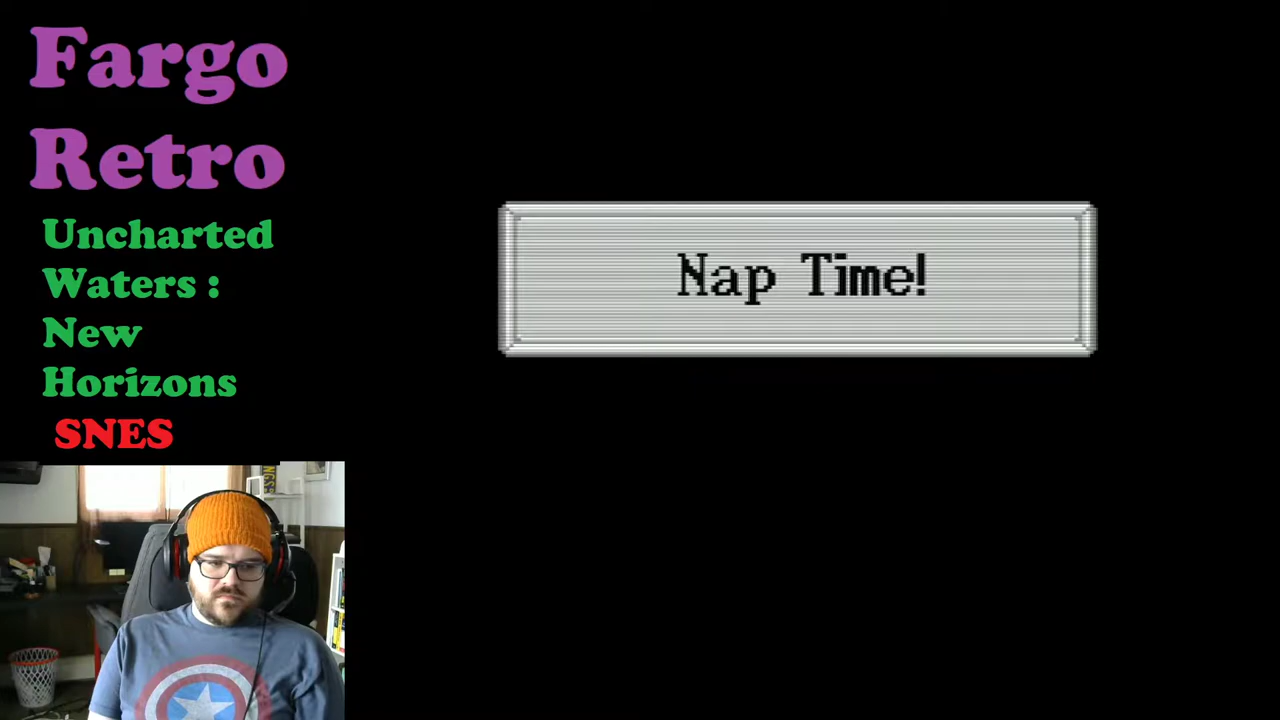 Fargo
Retro
Uncharted
Waters :
New
Horizons
SNES
Nap Time!